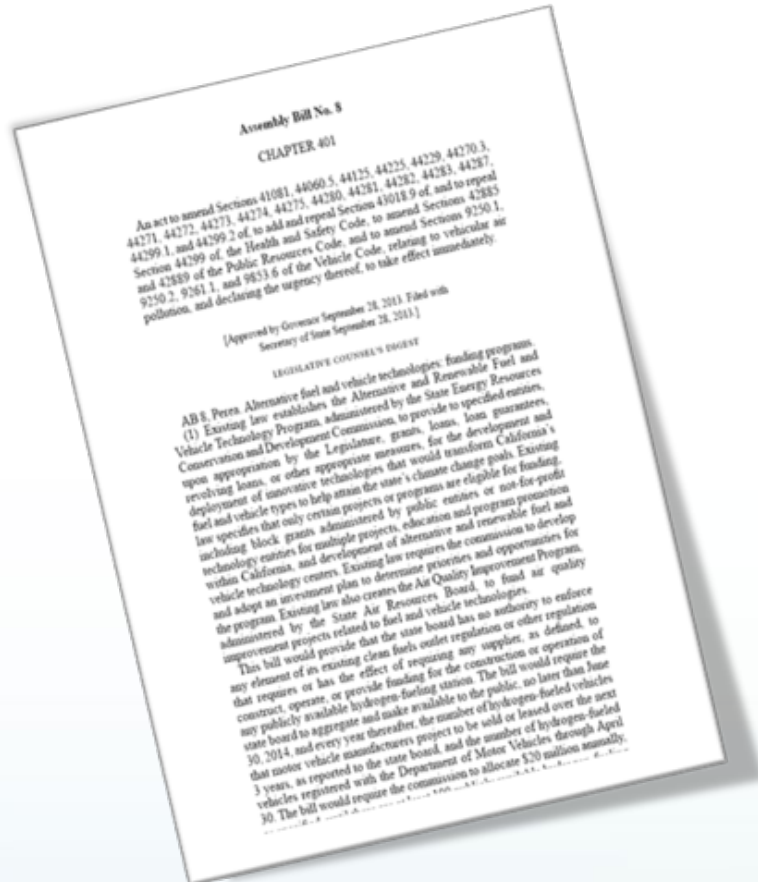 Assembly Bill No. 8
CHAPTER 401
An act to amend Sections 41081, 44060.5, 44125, 44225, 44229, 44270.3,
44271, 44272, 44273, 44274, 44275, 44280, 44281, 44282, 44283, 44287,
44299.1, and 44299.2 of, to add and repeal Section 43018.9 of, and to repeal
Section 44299 of, the Health and Safety Code, to amend Sections 42885
and 42889 of the Public Resources Code, and to amend Sections 9250.1,
9250.2, 9261.1, and 9853.6 of the Vehicle Code, relating to vehicular air
pollution, and declaring the urgency thereof, to take effect immediately.
[Approved by Governor September 28, 2013. Filed with
Secretary of State September 28, 2013.]
LEGISLATIVE COUNSEL'S DIGEST
AB 8, Perea. Alternative fuel and vehicle technologies: funding programs.
(1) Existing law establishes the Alternative and Renewable Fuel and
Vehicle Technology Program, administered by the State Energy Resources
Conservation and Development Commission, to provide to specified entities,
upon appropriation by the Legislature, grants, loans, loan guarantees,
revolving loans, or other appropriate measures, for the development and
deployment of innovative technologies that would transform California's
fuel and vehicle types to help attain the state's climate change goals. Existing
law specifies that only certain projects or programs are eligible for funding,
including block grants administered by public entities or not-for-profit
technology entities for multiple projects, education and program promotion
within California, and development of alternative and renewable fuel and
vehicle technology centers. Existing law requires the commission to develop
and adopt an investment plan to determine priorities and opportunities for
the program. Existing law also creates the Air Quality Improvement Program,
administered by the State Air Resources Board, to fund air quality
improvement projects related to fuel and vehicle technologies.
This bill would provide that the state board has no authority to enforce
any element of its existing clean fuels outlet regulation or other regulation
that requires or has the effect of requiring any supplier, as defined, to
construct, operate, or provide funding for the construction or operation of
any publicly available hydrogen-fueling station. The bill would require the
state board to aggregate and make available to the public, no later than June
30, 2014, and every year thereafter, the number of hydrogen-fueled vehicles
that motor vehicle manufacturers project to be sold or leased over the next
3 years, as reported to the state board, and the number of hydrogen-fueled
vehicles registered with the Department of Motor Vehicles through April
30. The bill would require the commission to allocate $20 million annually,